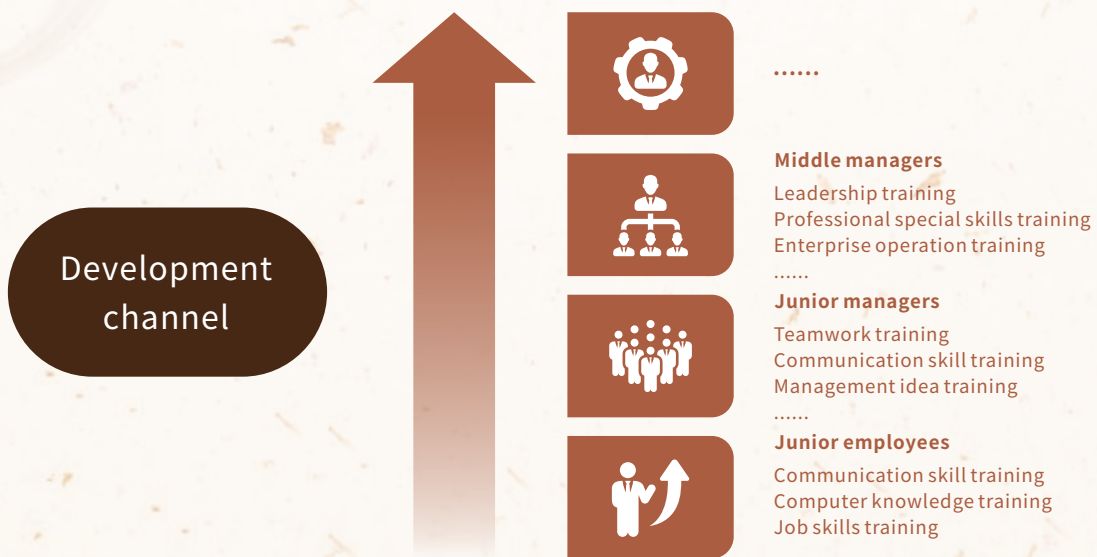 Development
channel
......
Middle managers
Leadership training
Professional special skills training
Enterprise operation training
......
Junior managers
Teamwork training
Communication skill training
Management idea training
......
Junior employees
Communication skill training
Computer knowledge training
Job skills training